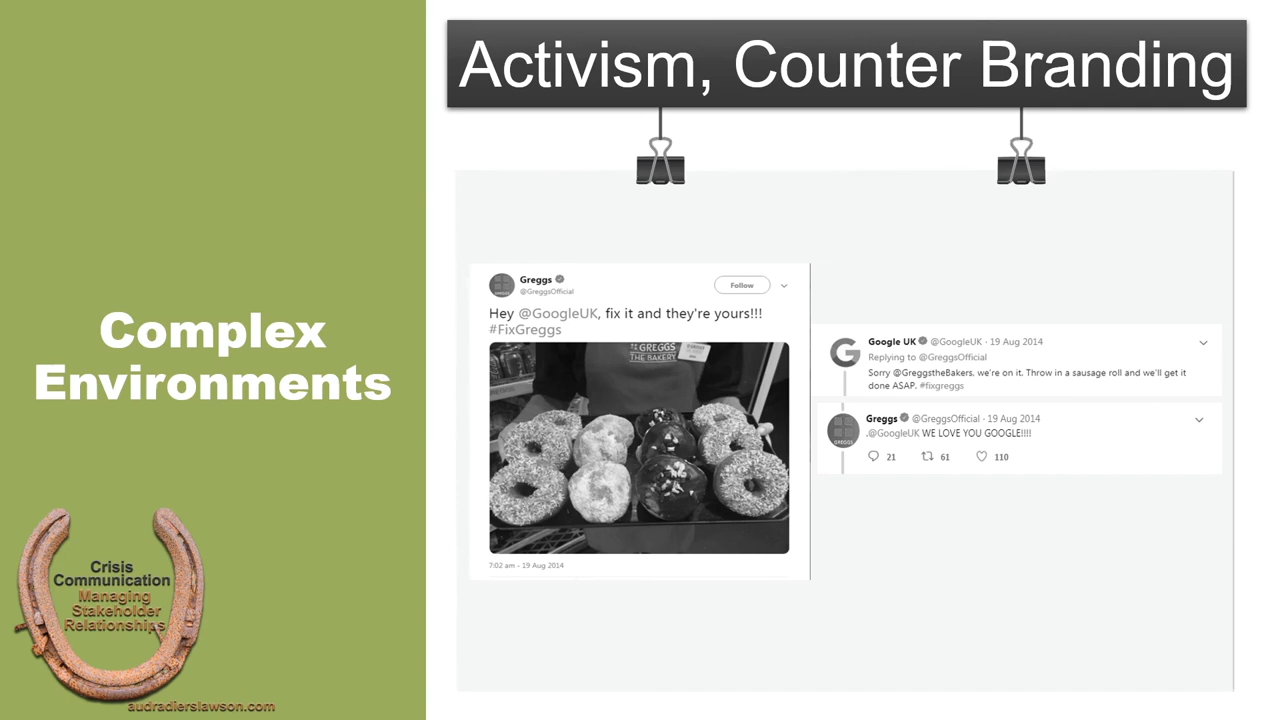 Activism, Counter Branding
Complex
Environments
Crisis
Communication
Managing
Stakeholder
Relationships
audradierslawson.com
Greggs
@GreggsOfficial
Follow
Hey @GoogleUK, fix it and they're yours!!!
#FixGreggs
GREGGS
THE BAKERY
7:02 am - 19 Aug 2014
Google UK @GoogleUK · 19 Aug 2014
Replying to @GreggsOfficial
Sorry @GreggstheBakers, we're on it. Throw in a sausage roll and we'll get it
done ASAP. #fixgreggs
Greggs @GreggsOfficial · 19 Aug 2014
.@GoogleUK WE LOVE YOU GOOGLE!!!!
GREGGS
21 61 110